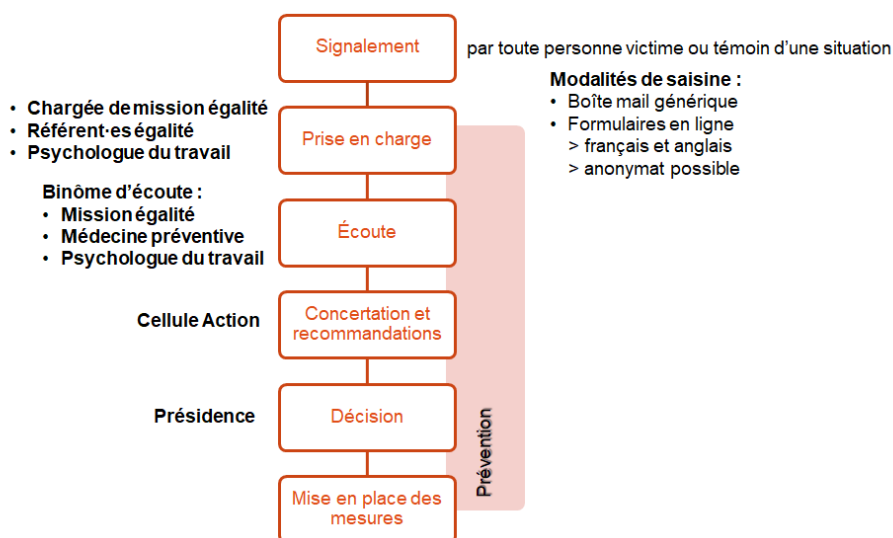 Signalement
par toute personne victime ou témoin d'une situation
Modalités de saisine :
• Boîte mail générique
• Formulaires en ligne
> français et anglais
> anonymat possible
• Chargée de mission égalité
• Référent·es égalité
• Psychologue du travail
Prise en charge
Binôme d'écoute :
• Mission égalité
• Médecine préventive
• Psychologue du travail
Écoute
Cellule Action
Concertation et
recommandations
Présidence
Décision
Prévention
Mise en place des
mesures